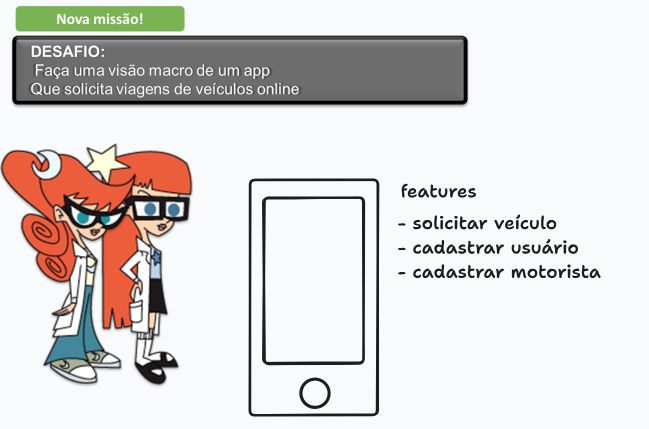 Nova missão!
DESAFIO:
Faça uma visão macro de um app
Que solicita viagens de veículos online
features
- solicitar veículo
- cadastrar usuário
- cadastrar motorista